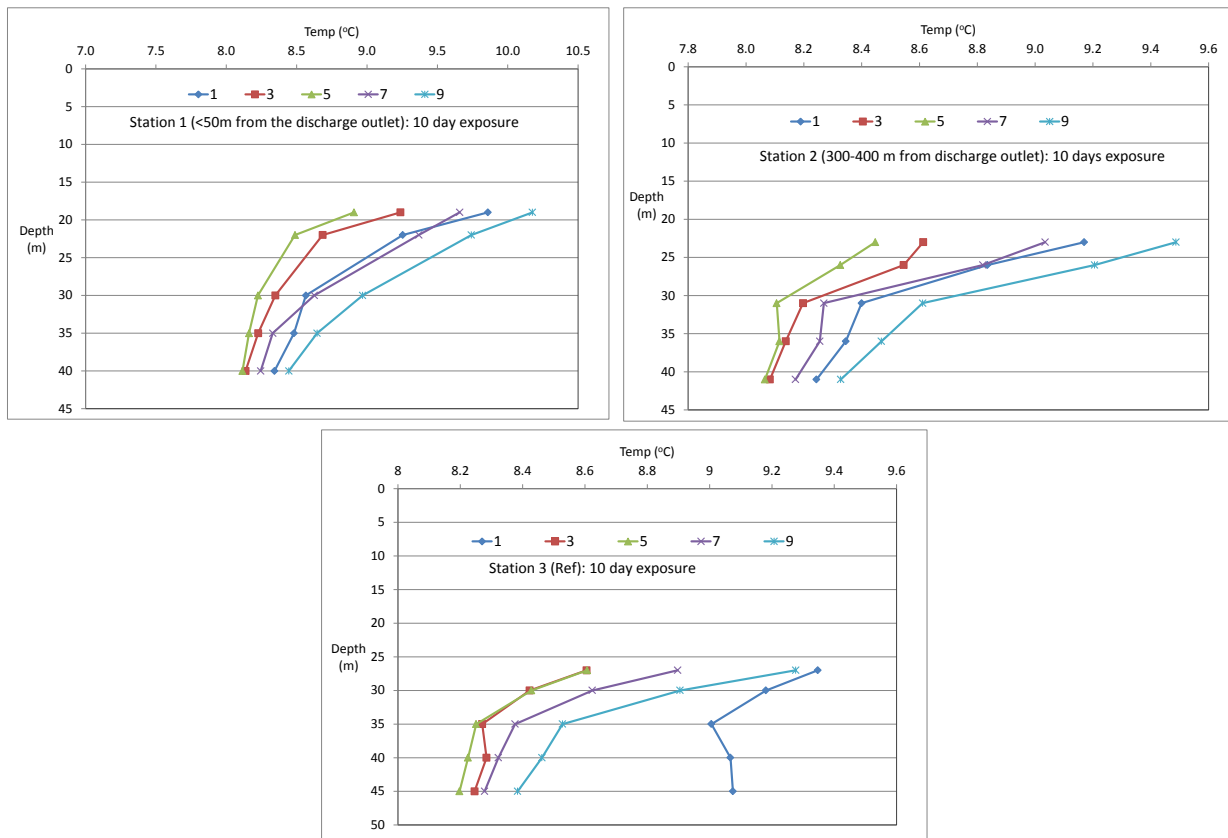 Temp (°C)
7.0 7.5 8.0 8.5 9.0 9.5 10.0 10.5
0
1 3 5 7 9
5
Station 1 (<50m from the discharge outlet): 10 day exposure
10
15
20
Depth
(m)
25
30
35
40
45
Temp (°C)
7.8 8.0 8.2 8.4 8.6 8.8 9.0 9.2 9.4 9.6
0
5
1 3 5 7 9
10
Station 2 (300-400 m from discharge outlet): 10 days exposure
15
Depth
(m)
20
25
30
35
40
45
Temp (°C)
8 8.2 8.4 8.6 8.8 9 9.2 9.4 9.6
0
5
1 3 5 7 9
10
Station 3 (Ref): 10 day exposure
15
20
Depth
(m)
25
30
35
40
45
50